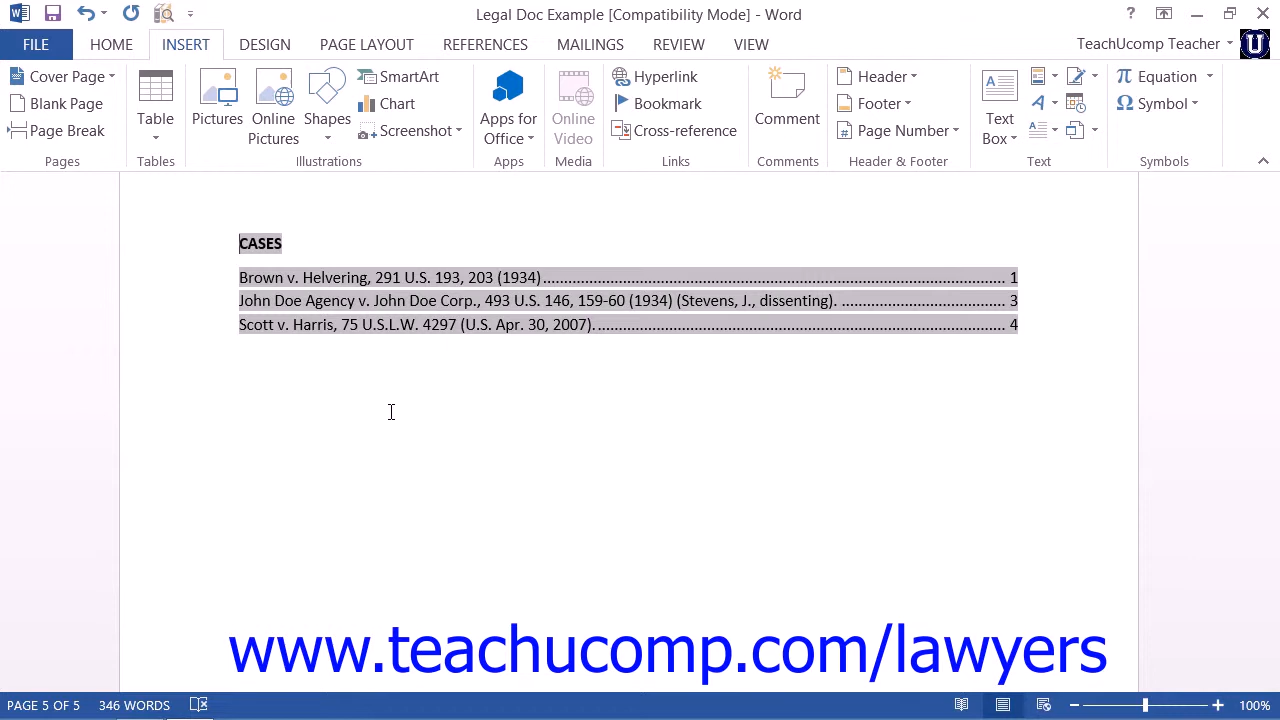 Legal Doc Example [Compatibility Mode] - Word
FILE HOME INSERT DESIGN PAGE LAYOUT REFERENCES MAILINGS REVIEW VIEW TeachUcomp Teacher U
Cover Page
Blank Page
Page Break
Pages
Table
Tables
Pictures
Online Pictures
Shapes
SmartArt
Chart
Screenshot
Illustrations
Apps for Office
Apps
Online Video
Media
Hyperlink
Bookmark
Cross-reference
Links
Comment
Comments
Header
Footer
Page Number
Header & Footer
Text Box
Text
Equation
Symbol
Symbols
CASES
Brown v. Helvering, 291 U.S. 193, 203 (1934) ........ 1
John Doe Agency v. John Doe Corp., 493 U.S. 146, 159-60 (1934) (Stevens, J., dissenting). ........ 3
Scott v. Harris, 75 U.S.L.W. 4297 (U.S. Apr. 30, 2007). ........ 4
www.teachucomp.com/lawyers
PAGE 5 OF 5 346 WORDS 100%